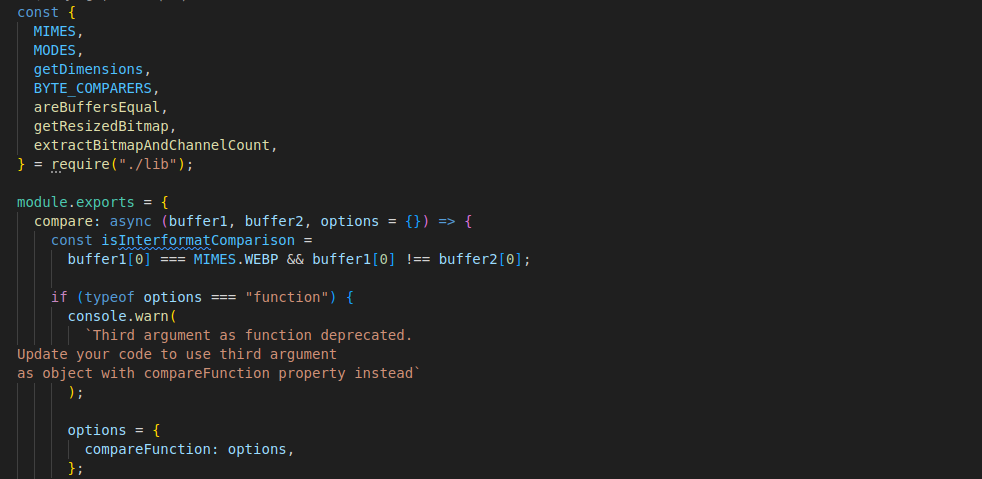 const {
  MIMES,
  MODES,
  getDimensions,
  BYTE_COMPARERS,
  areBuffersEqual,
  getResizedBitmap,
  extractBitmapAndChannelCount,
} = require("./lib");

module.exports = {
  compare: async (buffer1, buffer2, options = {}) => {
    const isInterformatComparison =
      buffer1[0] === MIMES.WEBP && buffer1[0] !== buffer2[0];

    if (typeof options === "function") {
      console.warn(
        `Third argument as function deprecated.
Update your code to use third argument
as object with compareFunction property instead`
      );

      options = {
        compareFunction: options,
      };